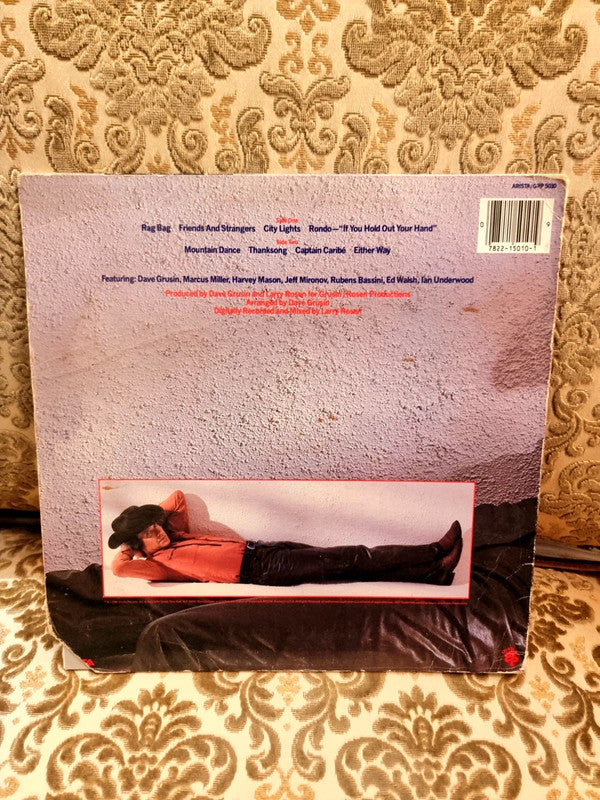 ARISTA/GRP 5010
Side One
Rag Bag Friends And Strangers City Lights Rondo—"If You Hold Out Your Hand"
Side Two
Mountain Dance Thanksong Captain Caribé Either Way
Featuring: Dave Grusin, Marcus Miller, Harvey Mason, Jeff Mironov, Rubens Bassini, Ed Walsh, Ian Underwood
Produced by Dave Grusin and Larry Rosen for Grusin/Rosen Productions
Arranged by Dave Grusin
Digitally Recorded and Mixed by Larry Rosen
0 9
7822-15010-1